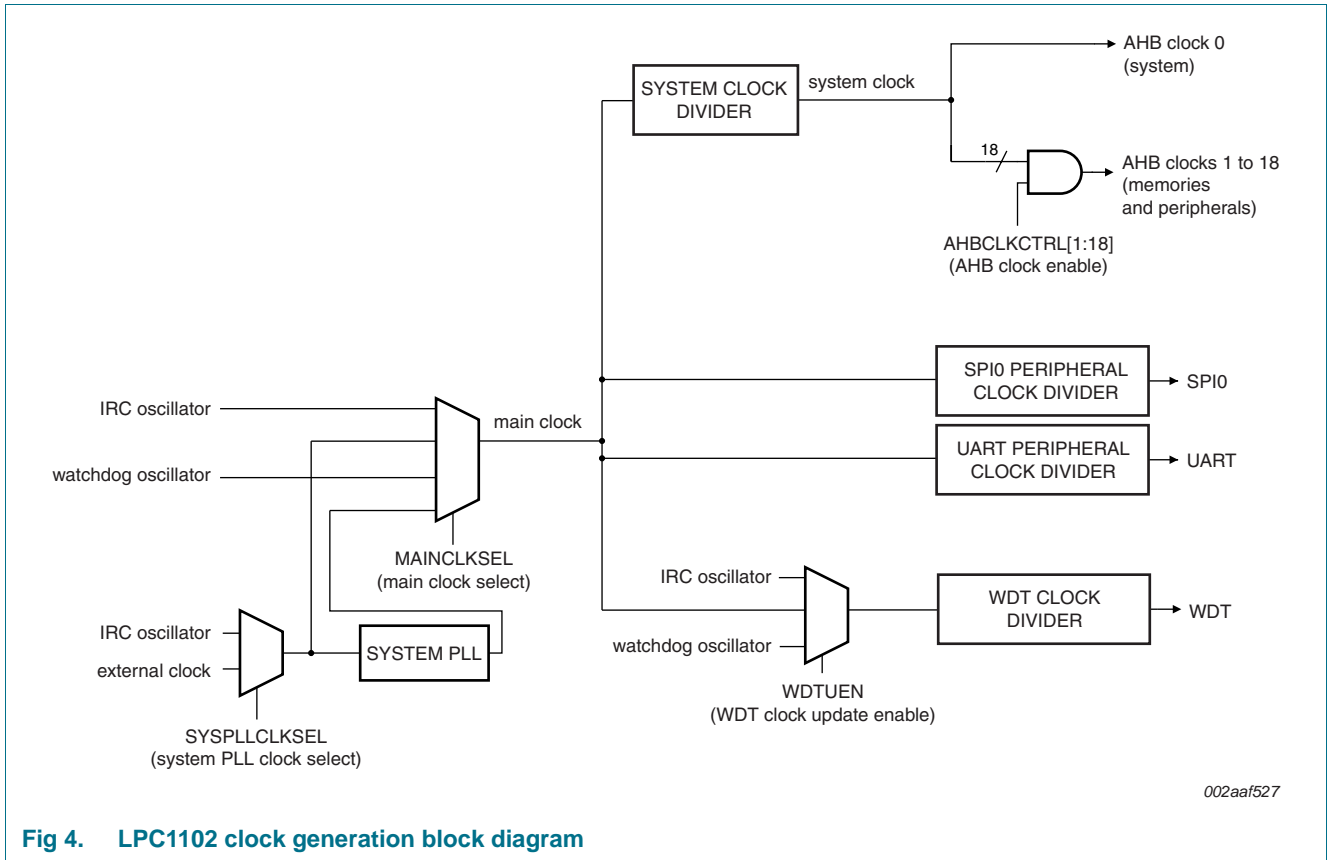 AHB clock 0
(system)
SYSTEM CLOCK
DIVIDER
system clock
18
AHB clocks 1 to 18
(memories
and peripherals)
AHBCLKCTRL[1:18]
(AHB clock enable)
SPI0 PERIPHERAL
CLOCK DIVIDER
SPI0
IRC oscillator
main clock
UART PERIPHERAL
CLOCK DIVIDER
UART
watchdog oscillator
MAINCLKSEL
(main clock select)
IRC oscillator
WDT CLOCK
DIVIDER
WDT
IRC oscillator
SYSTEM PLL
watchdog oscillator
external clock
WDTUEN
(WDT clock update enable)
SYSPLLCLKSEL
(system PLL clock select)
002aaf527
Fig 4. LPC1102 clock generation block diagram